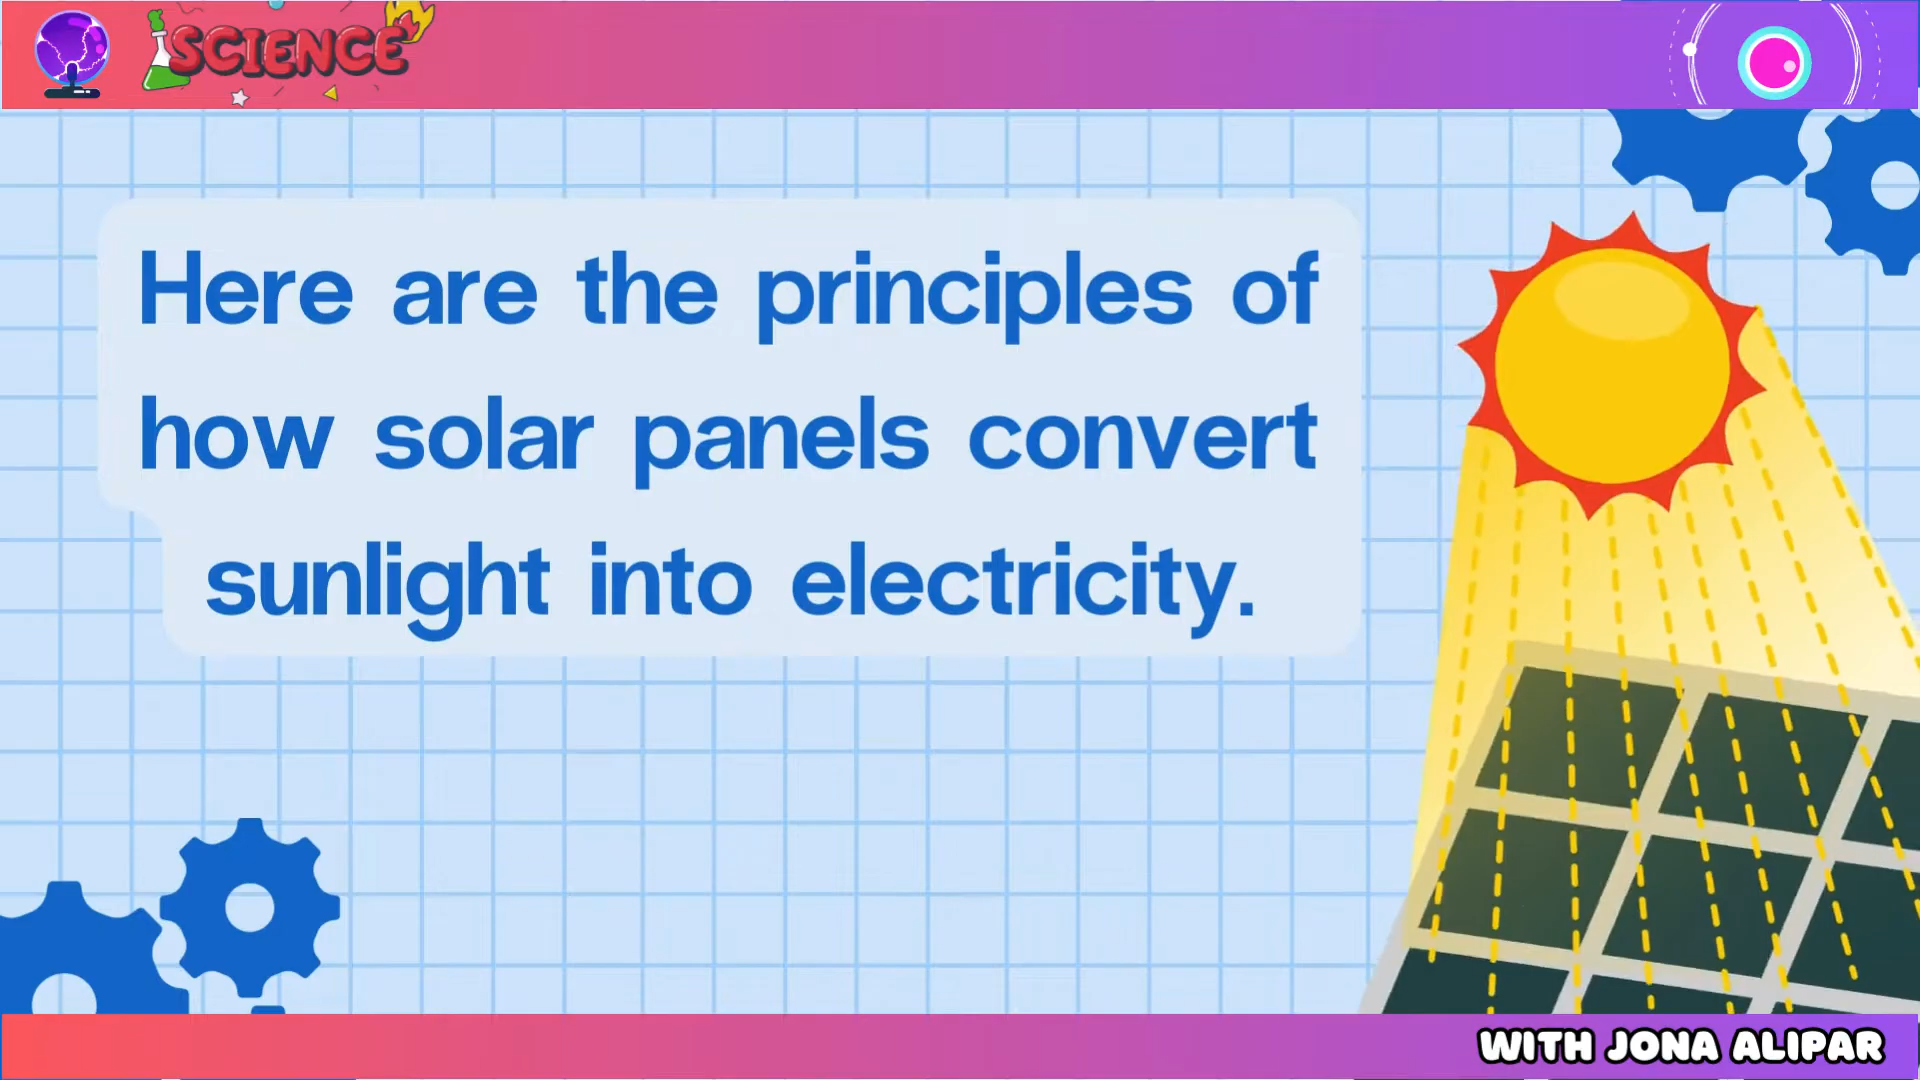 SCIENCE
Here are the principles of
how solar panels convert
sunlight into electricity.
WITH JONA ALIPAR